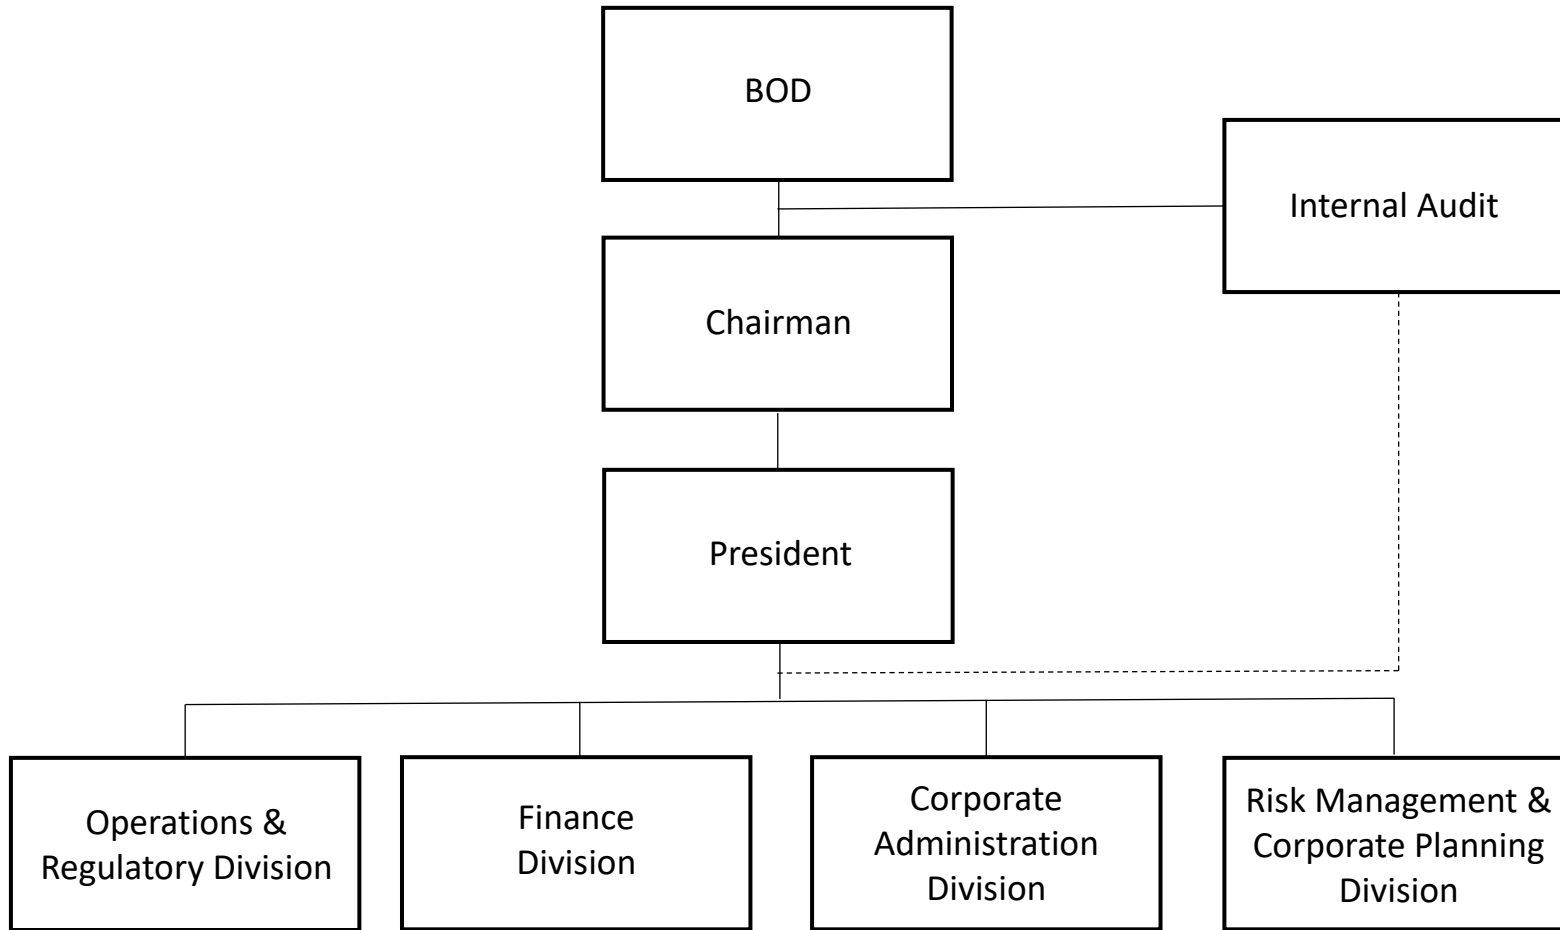 BOD
Internal Audit
Chairman
President
Operations &
Regulatory Division
Finance
Division
Corporate
Administration
Division
Risk Management &
Corporate Planning
Division